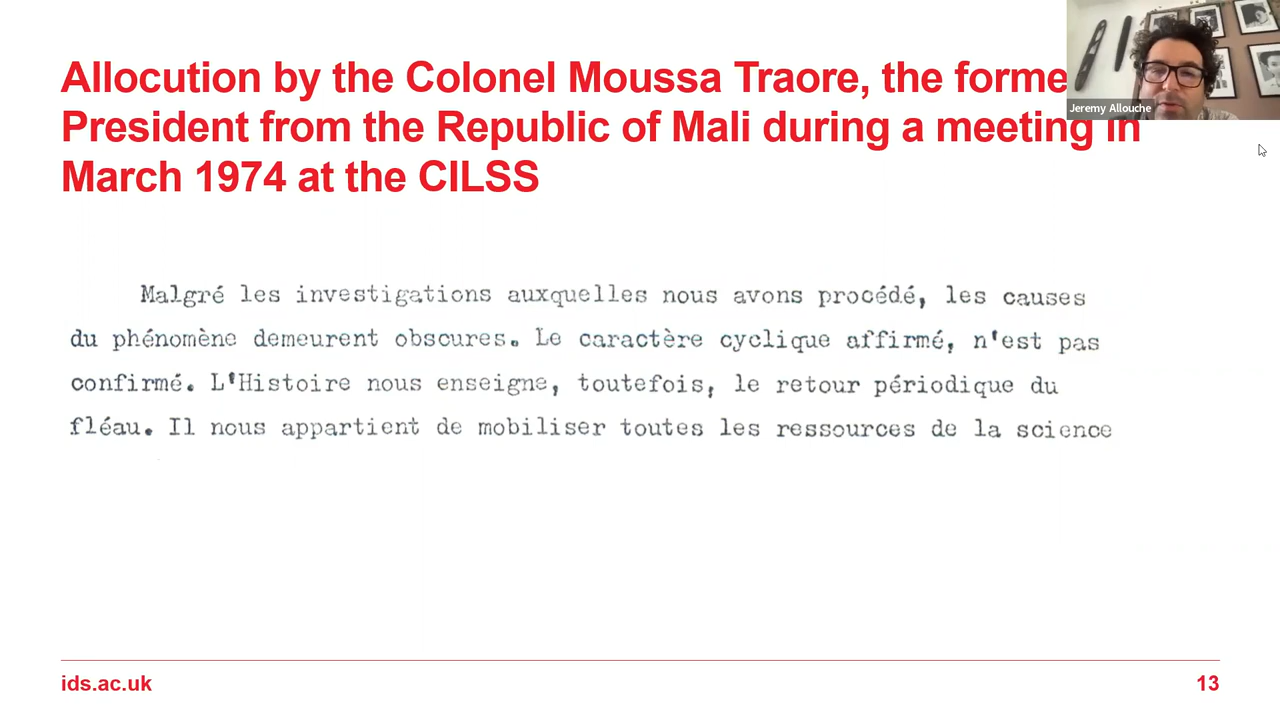 Allocution by the Colonel Moussa Traore, the forme
President from the Republic of Mali during a meeting in
March 1974 at the CILSS
Jeremy Allouche
Malgré les investigations auxquelles nous avons procédé, les causes
du phénomène demeurent obscures. Le caractère cyclique affirmé, n'est pas
confirmé. L'Histoire nous enseigne, toutefois, le retour périodique du
fléau. Il nous appartient de mobiliser toutes les ressources de la science
ids.ac.uk
13